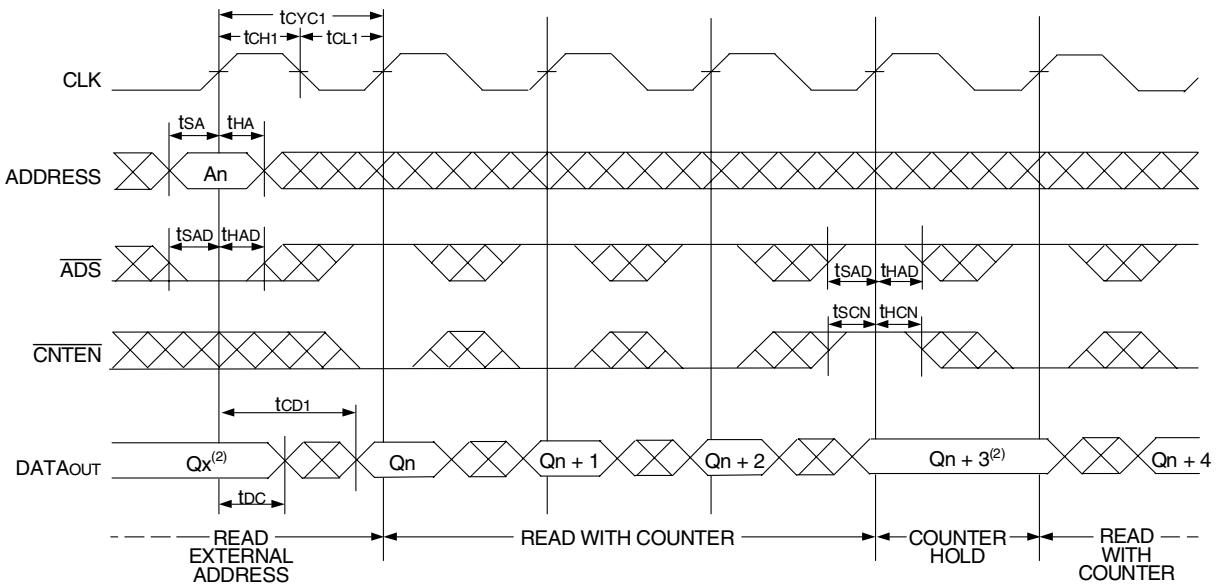 tCYC1
tCH1 tCL1
CLK
tSA tHA
ADDRESS An
tSAD tHAD
ADS
tSAD tHAD
tSCN tHCN
CNTEN
tCD1
DATAOUT Qx(2) Qn Qn + 1 Qn + 2 Qn + 3(2) Qn + 4
tDC
READ EXTERNAL ADDRESS
READ WITH COUNTER
COUNTER HOLD
READ WITH COUNTER